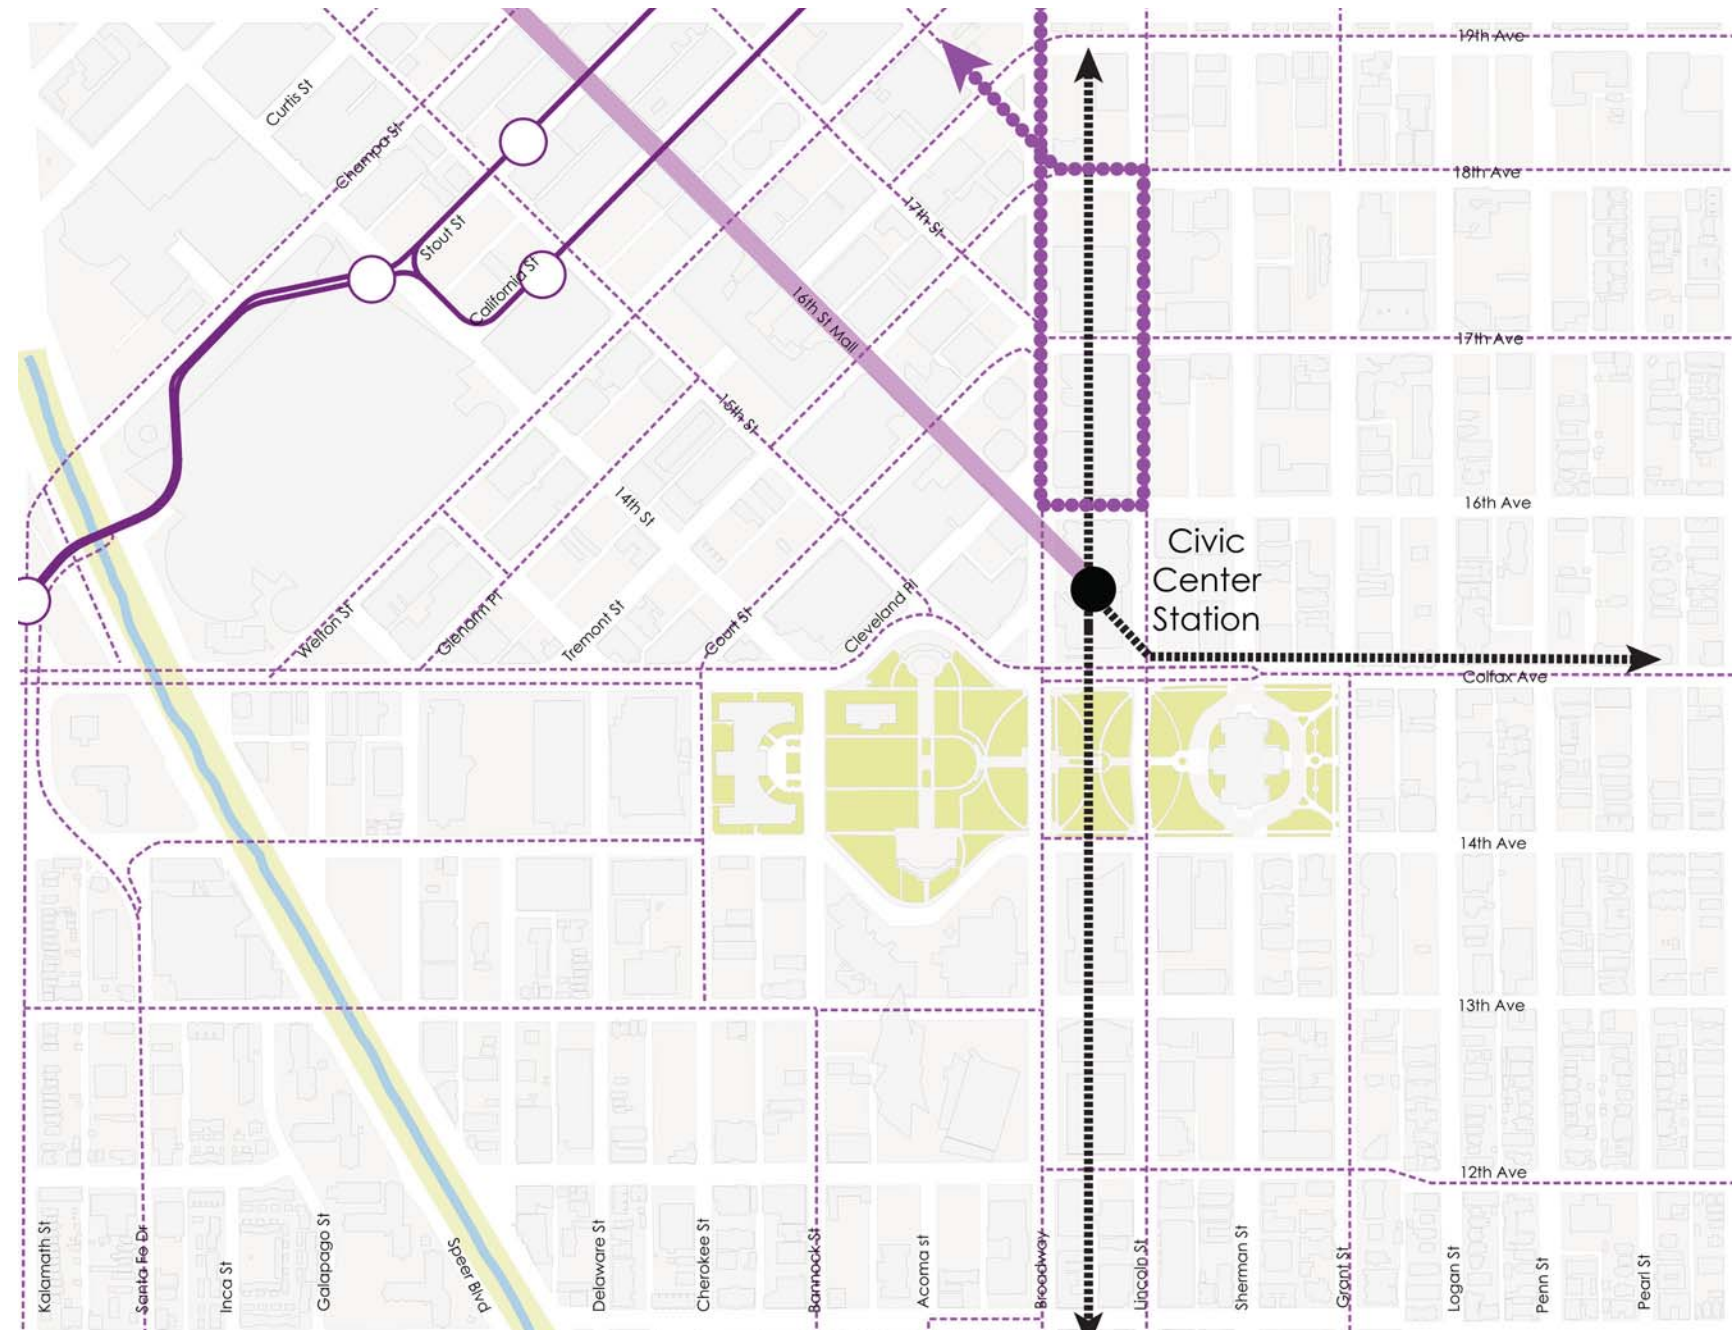 19th Ave
Curtis St
Champa St
18th Ave
17th St
Stout St
California St
16th St Mall
17th Ave
15th St
14th St
16th Ave
Civic
Center
Station
Welton St
Glenarm Pl
Tremont St
Court St
Cleveland Pl
Colfax Ave
14th Ave
13th Ave
12th Ave
Kalamath St
Santa Fe Dr
Inca St
Galapago St
Speer Blvd
Delaware St
Cherokee St
Bannock St
Acoma st
Broadway
Lincoln St
Sherman St
Grant St
Logan St
Penn St
Pearl St